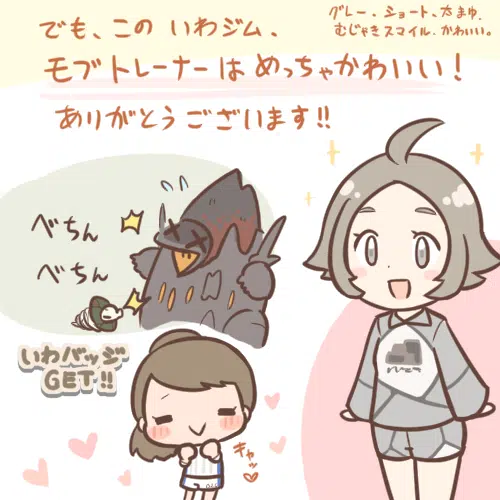 でも、この いわジム、
モブトレーナーは めっちゃかわいい!
ありがとうございます!!
グレー、ショート、太まゆ、
むじゃきスマイル、かわいい。
べちん
べちん
いわバッジ
GET!!
キャッ